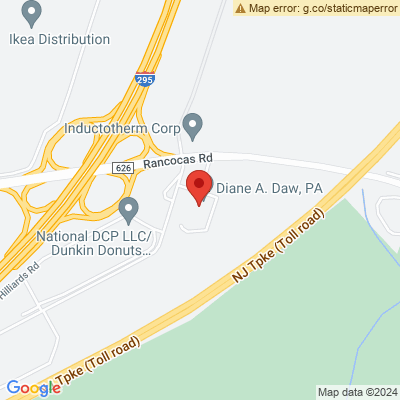 Map error: g.co/staticmaperror
Ikea Distribution
295
Inductotherm Corp
Rancocas Rd
626
Diane A. Daw, PA
National DCP LLC/
Dunkin Donuts...
Hilliards Rd
NJ Tpke (Toll road)
Tpke (Toll road)
Google
Map data ©2024